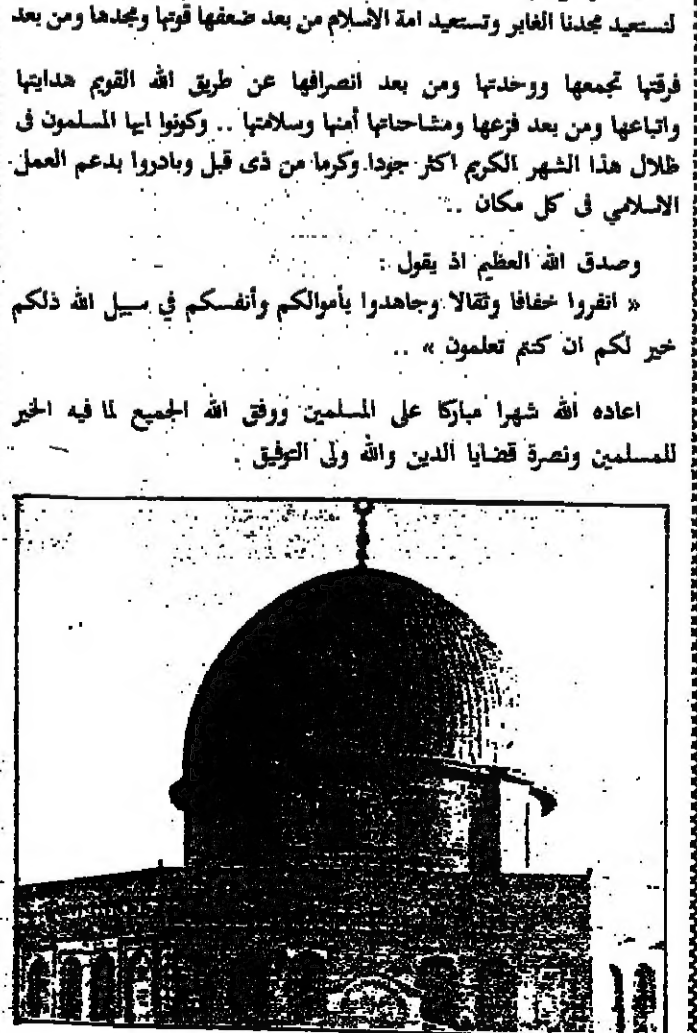 لنستعيد مجدنا الغابر وتستعيد امة الاسلام من بعد ضعفها قوتها ومجدها ومن بعد
فرقتها تجمعها ووحدتها ومن بعد انصرافها عن طريق الله القويم هدايتها
واتباعها ومن بعد فزعها ومشاحناتها أمنها وسلامتها .. وكونوا ايها المسلمون فى
ظلال هذا الشهر الكريم اكثر جودا وكرما من ذى قبل وبادروا بدعم العمل
الاسلامي فى كل مكان ..
وصدق الله العظيم اذ يقول :
« انفروا خفافا وثقالا وجاهدوا بأموالكم وأنفسكم في سبيل الله ذلكم
خير لكم ان كنتم تعلمون » ..
اعاده الله شهرا مباركا على المسلمين ووفق الله الجميع لما فيه الخير
للمسلمين ونصرة قضايا الدين والله ولى التوفيق .